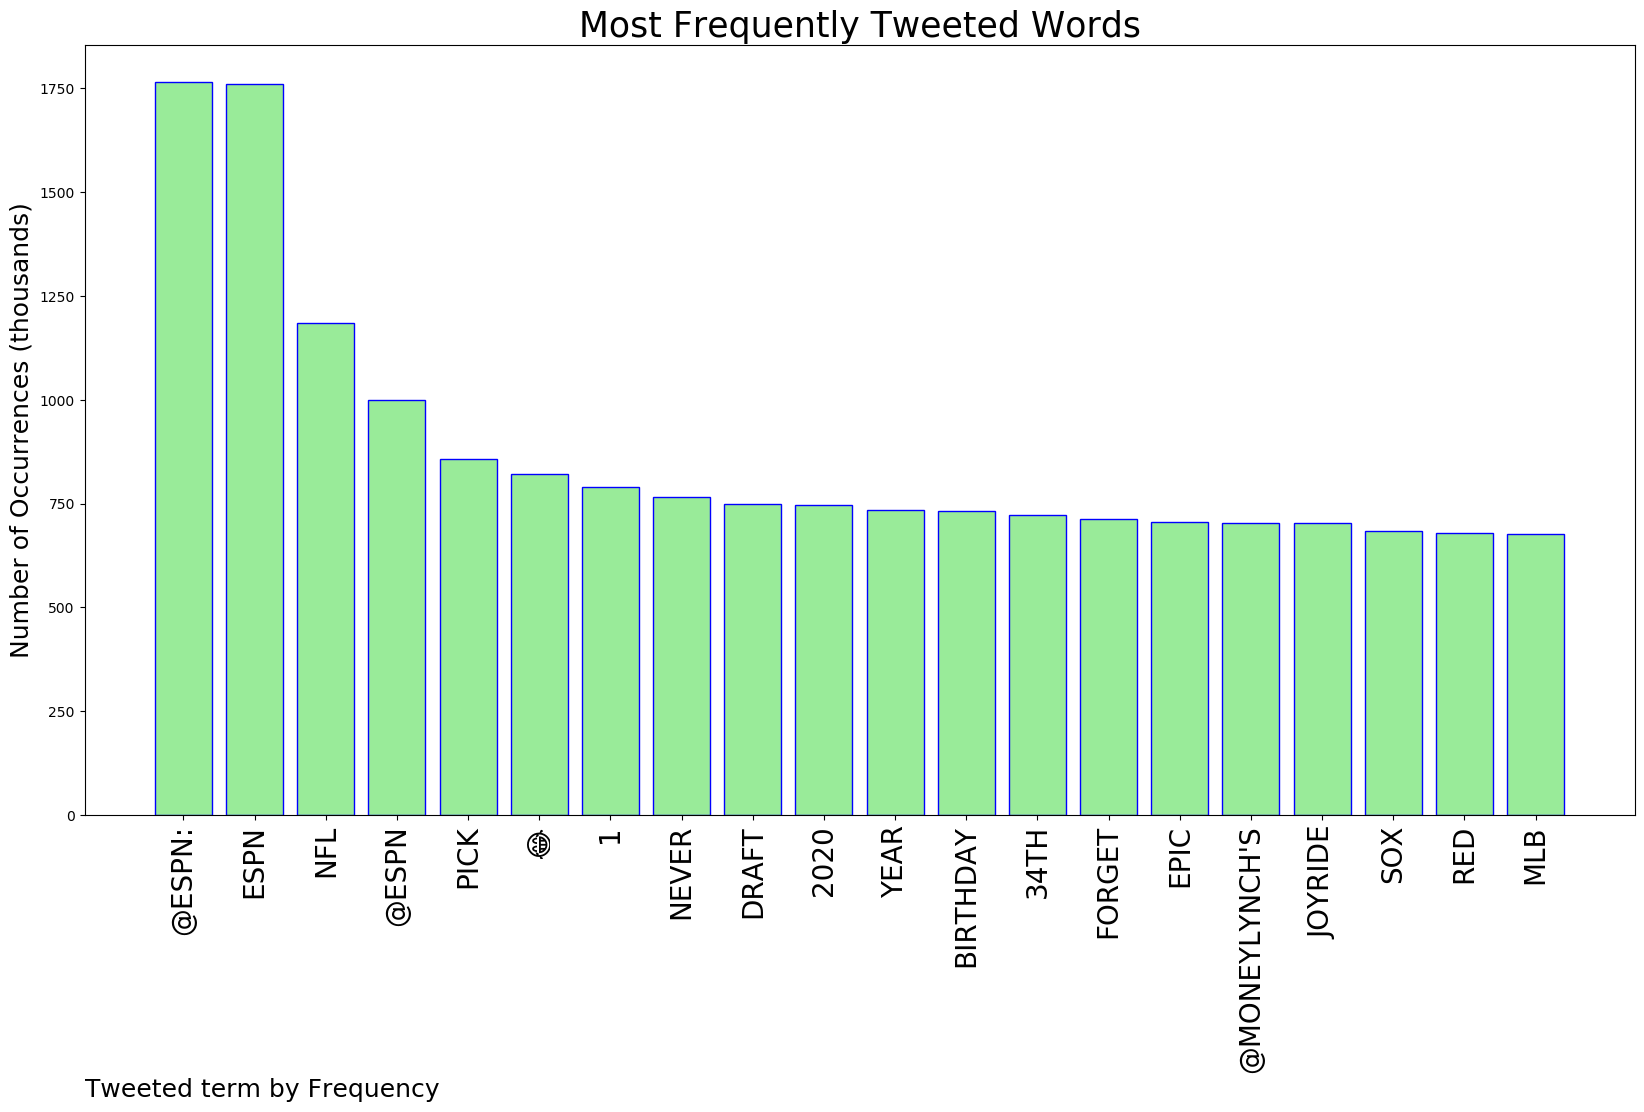 Most Frequently Tweeted Words
Number of Occurrences (thousands)
1750
1500
1250
1000
750
500
250
0
@ESPN:
ESPN
NFL
@ESPN
PICK
😂
1
NEVER
DRAFT
2020
YEAR
BIRTHDAY
34TH
FORGET
EPIC
@MONEYLYNCH'S
JOYRIDE
SOX
RED
MLB
Tweeted term by Frequency